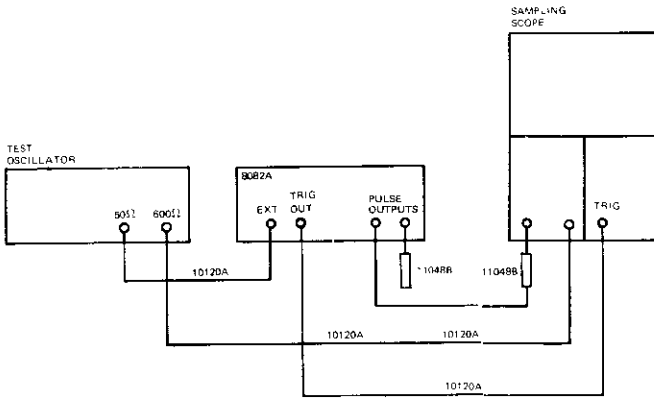 SAMPLING
SCOPE
TEST
OSCILLATOR
50Ω 600Ω
8082A
EXT
TRIG
OUT
PULSE
OUTPUTS
TRIG
11048B
11048B
10120A
10120A
10120A
10120A